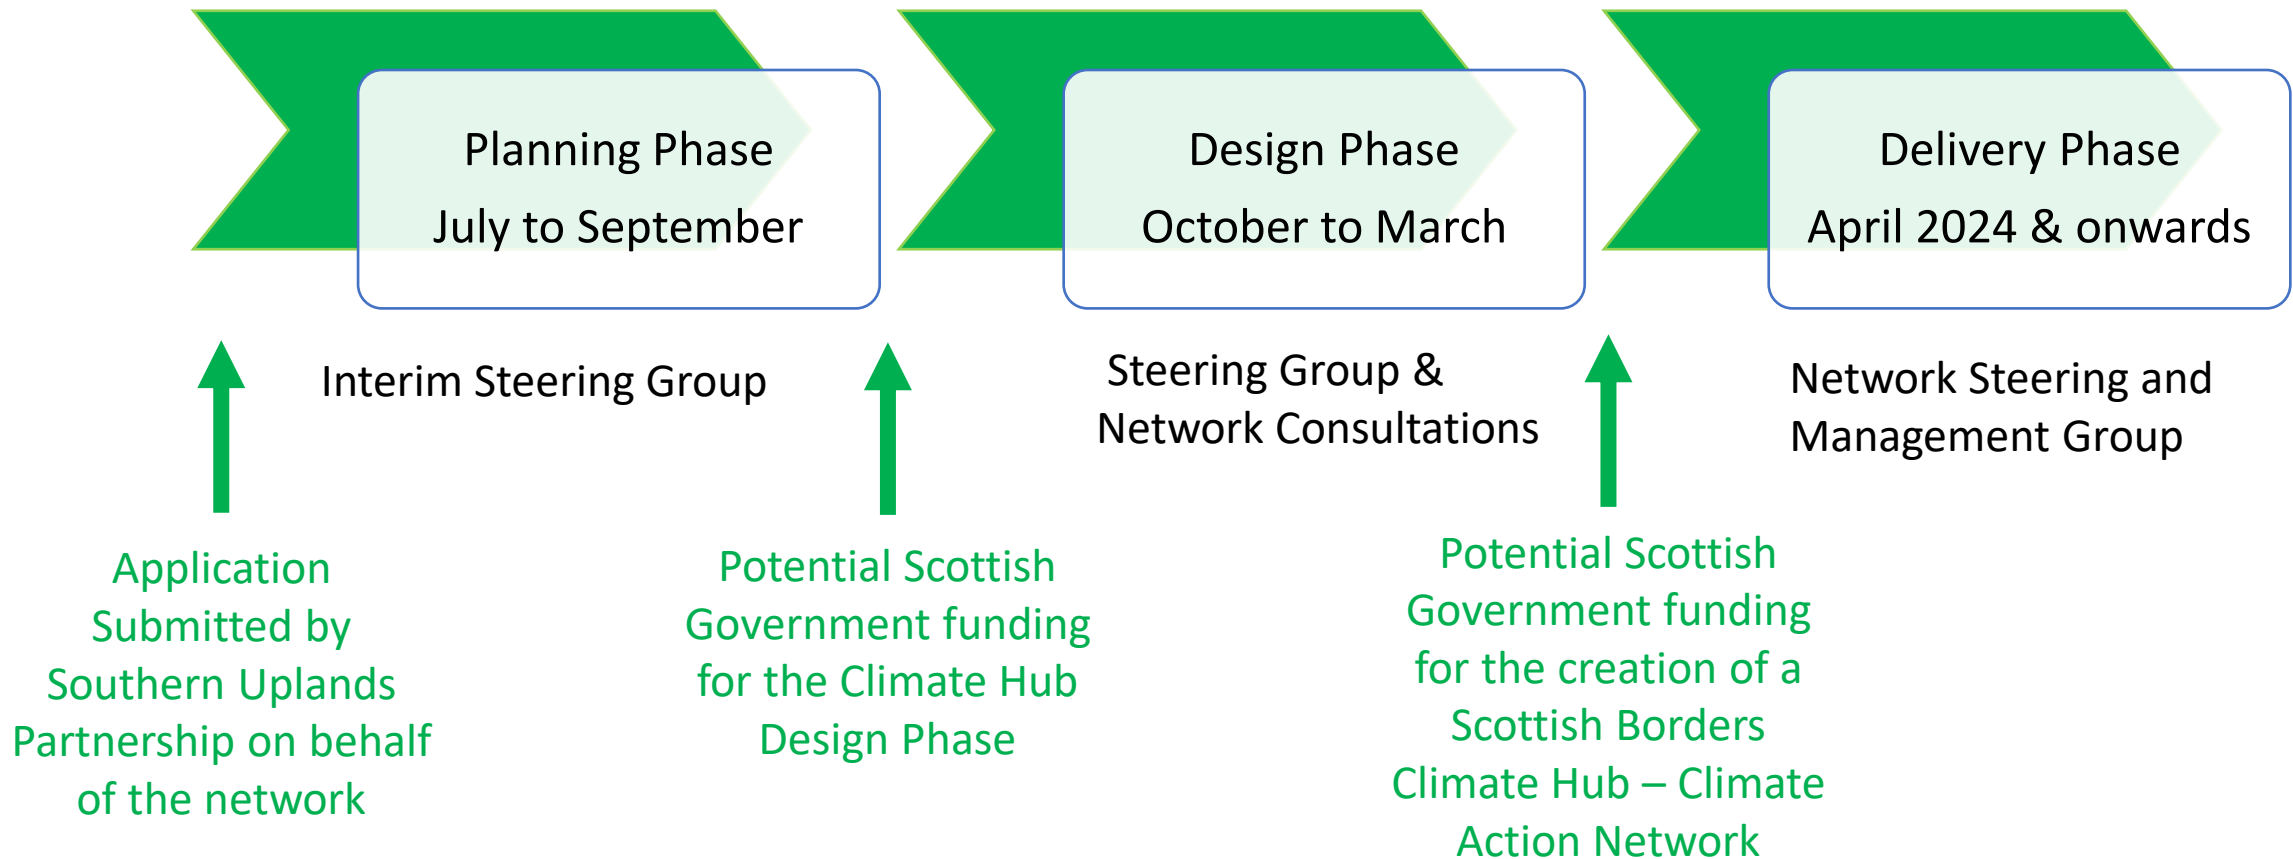 Planning Phase
July to September
Design Phase
October to March
Delivery Phase
April 2024 & onwards
Interim Steering Group
Steering Group &
Network Consultations
Network Steering and
Management Group
Application
Submitted by
Southern Uplands
Partnership on behalf
of the network
Potential Scottish
Government funding
for the Climate Hub
Design Phase
Potential Scottish
Government funding
for the creation of a
Scottish Borders
Climate Hub – Climate
Action Network